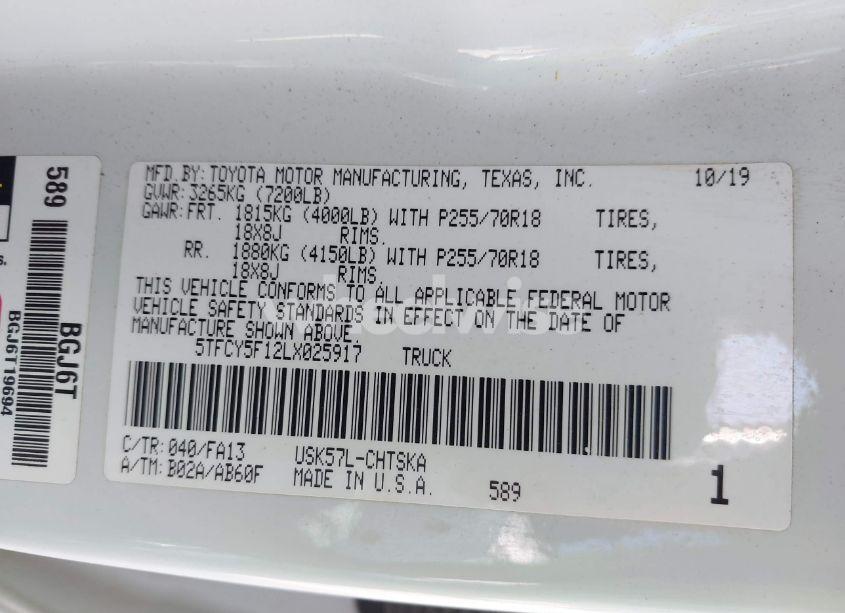 MFD.BY:TOYOTA MOTOR MANUFACTURING, TEXAS, INC. 10/19
GVWR:3265KG (7200LB)
GAWR:FRT. 1815KG (4000LB) WITH P255/70R18 TIRES,
18X8J RIMS.
RR. 1880KG (4150LB) WITH P255/70R18 TIRES,
18X8J RIMS.
THIS VEHICLE CONFORMS TO ALL APPLICABLE FEDERAL MOTOR
VEHICLE SAFETY STANDARDS IN EFFECT ON THE DATE OF
MANUFACTURE SHOWN ABOVE.
5TFCY5F12LX025917 TRUCK
C/TR:040/FA13 USK57L-CHTSKA
A/TM:B02A/AB60F MADE IN U.S.A. 589 1
589
BGJ6T
BGJ6T19694
s.
wheelwise